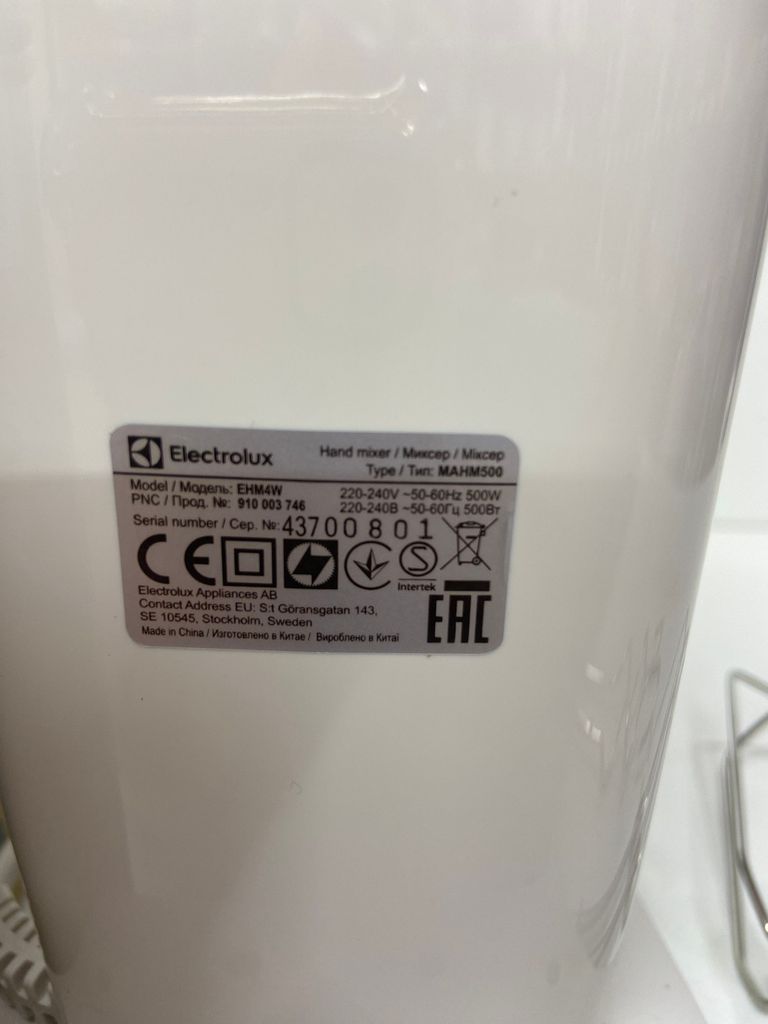 Electrolux
Hand mixer / Миксер / Міксер
Type / Тип: MAHM500
Model / Модель: EHM4W
PNC / Прод. №: 910 003 746
220-240V ~50-60Hz 500W
220-240В ~50-60Гц 500Вт
Serial number / Сер. №: 43700801
CE
S
Intertek
Electrolux Appliances AB
Contact Address EU: S:t Göransgatan 143,
SE 10545, Stockholm, Sweden
Made in China / Изготовлено в Китае / Вироблено в Китаї
EAC